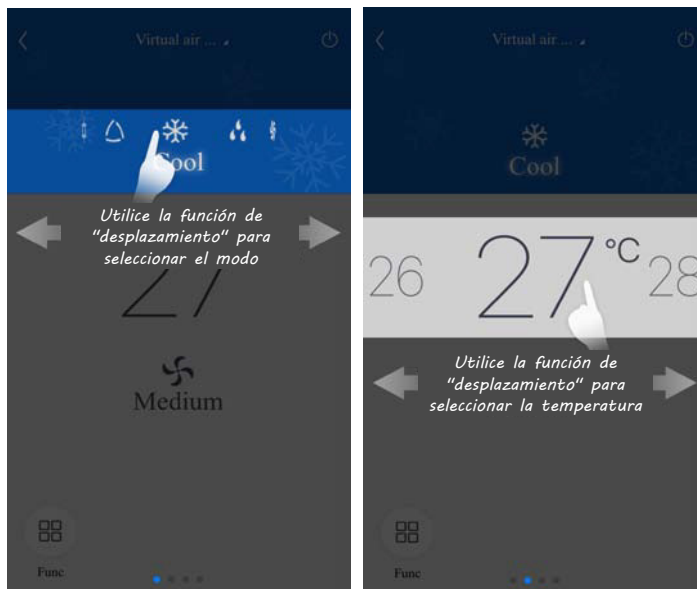 Virtual air ...
Cool
Utilice la función de
"desplazamiento" para
seleccionar el modo
27
Medium
Func
Virtual air ...
Cool
26 27°C 28
Utilice la función de
"desplazamiento" para
seleccionar la temperatura
Func